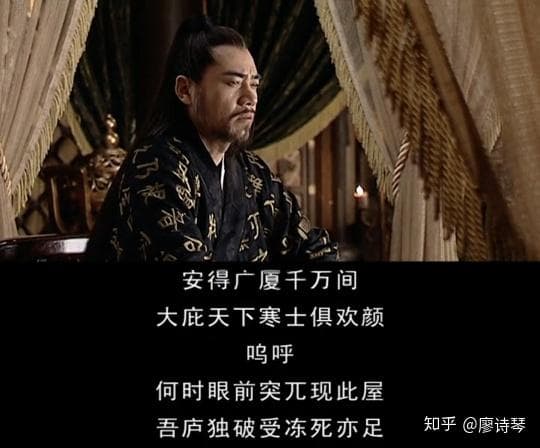 安得广厦千万间
大庇天下寒士俱欢颜
呜呼
何时眼前突兀现此屋
吾庐独破受冻死亦足
知乎 @廖诗琴